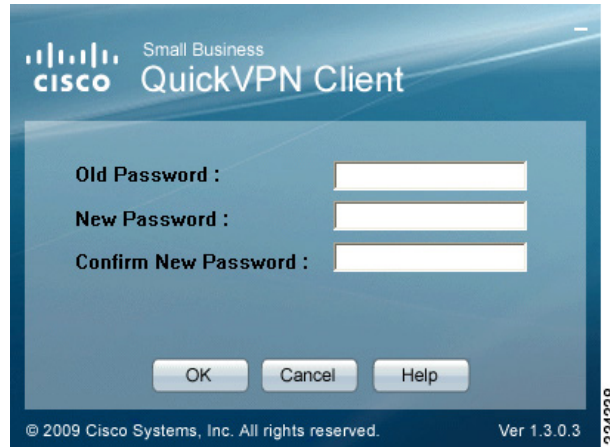 Small Business
CISCO QuickVPN Client
Old Password :
New Password :
Confirm New Password :
OK Cancel Help
© 2009 Cisco Systems, Inc. All rights reserved. Ver 1.3.0.3